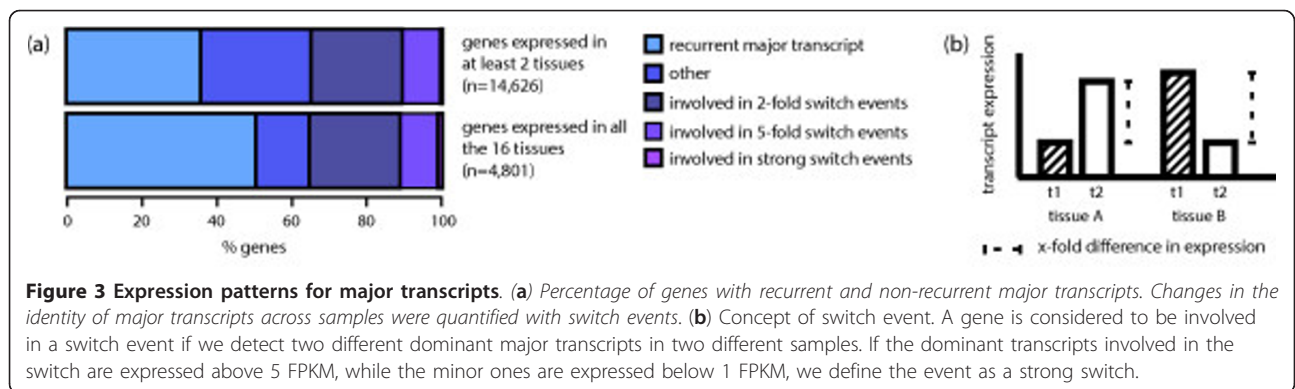 (a)
genes expressed in
at least 2 tissues
(n=14,626)
genes expressed in all
the 16 tissues
(n=4,801)
0 20 40 60 80 100
% genes
recurrent major transcript
other
involved in 2-fold switch events
involved in 5-fold switch events
involved in strong switch events
(b)
transcript expression
t1 t2 t1 t2
tissue A tissue B
x-fold difference in expression
Figure 3 Expression patterns for major transcripts. (a) Percentage of genes with recurrent and non-recurrent major transcripts. Changes in the
identity of major transcripts across samples were quantified with switch events. (b) Concept of switch event. A gene is considered to be involved
in a switch event if we detect two different dominant major transcripts in two different samples. If the dominant transcripts involved in the
switch are expressed above 5 FPKM, while the minor ones are expressed below 1 FPKM, we define the event as a strong switch.